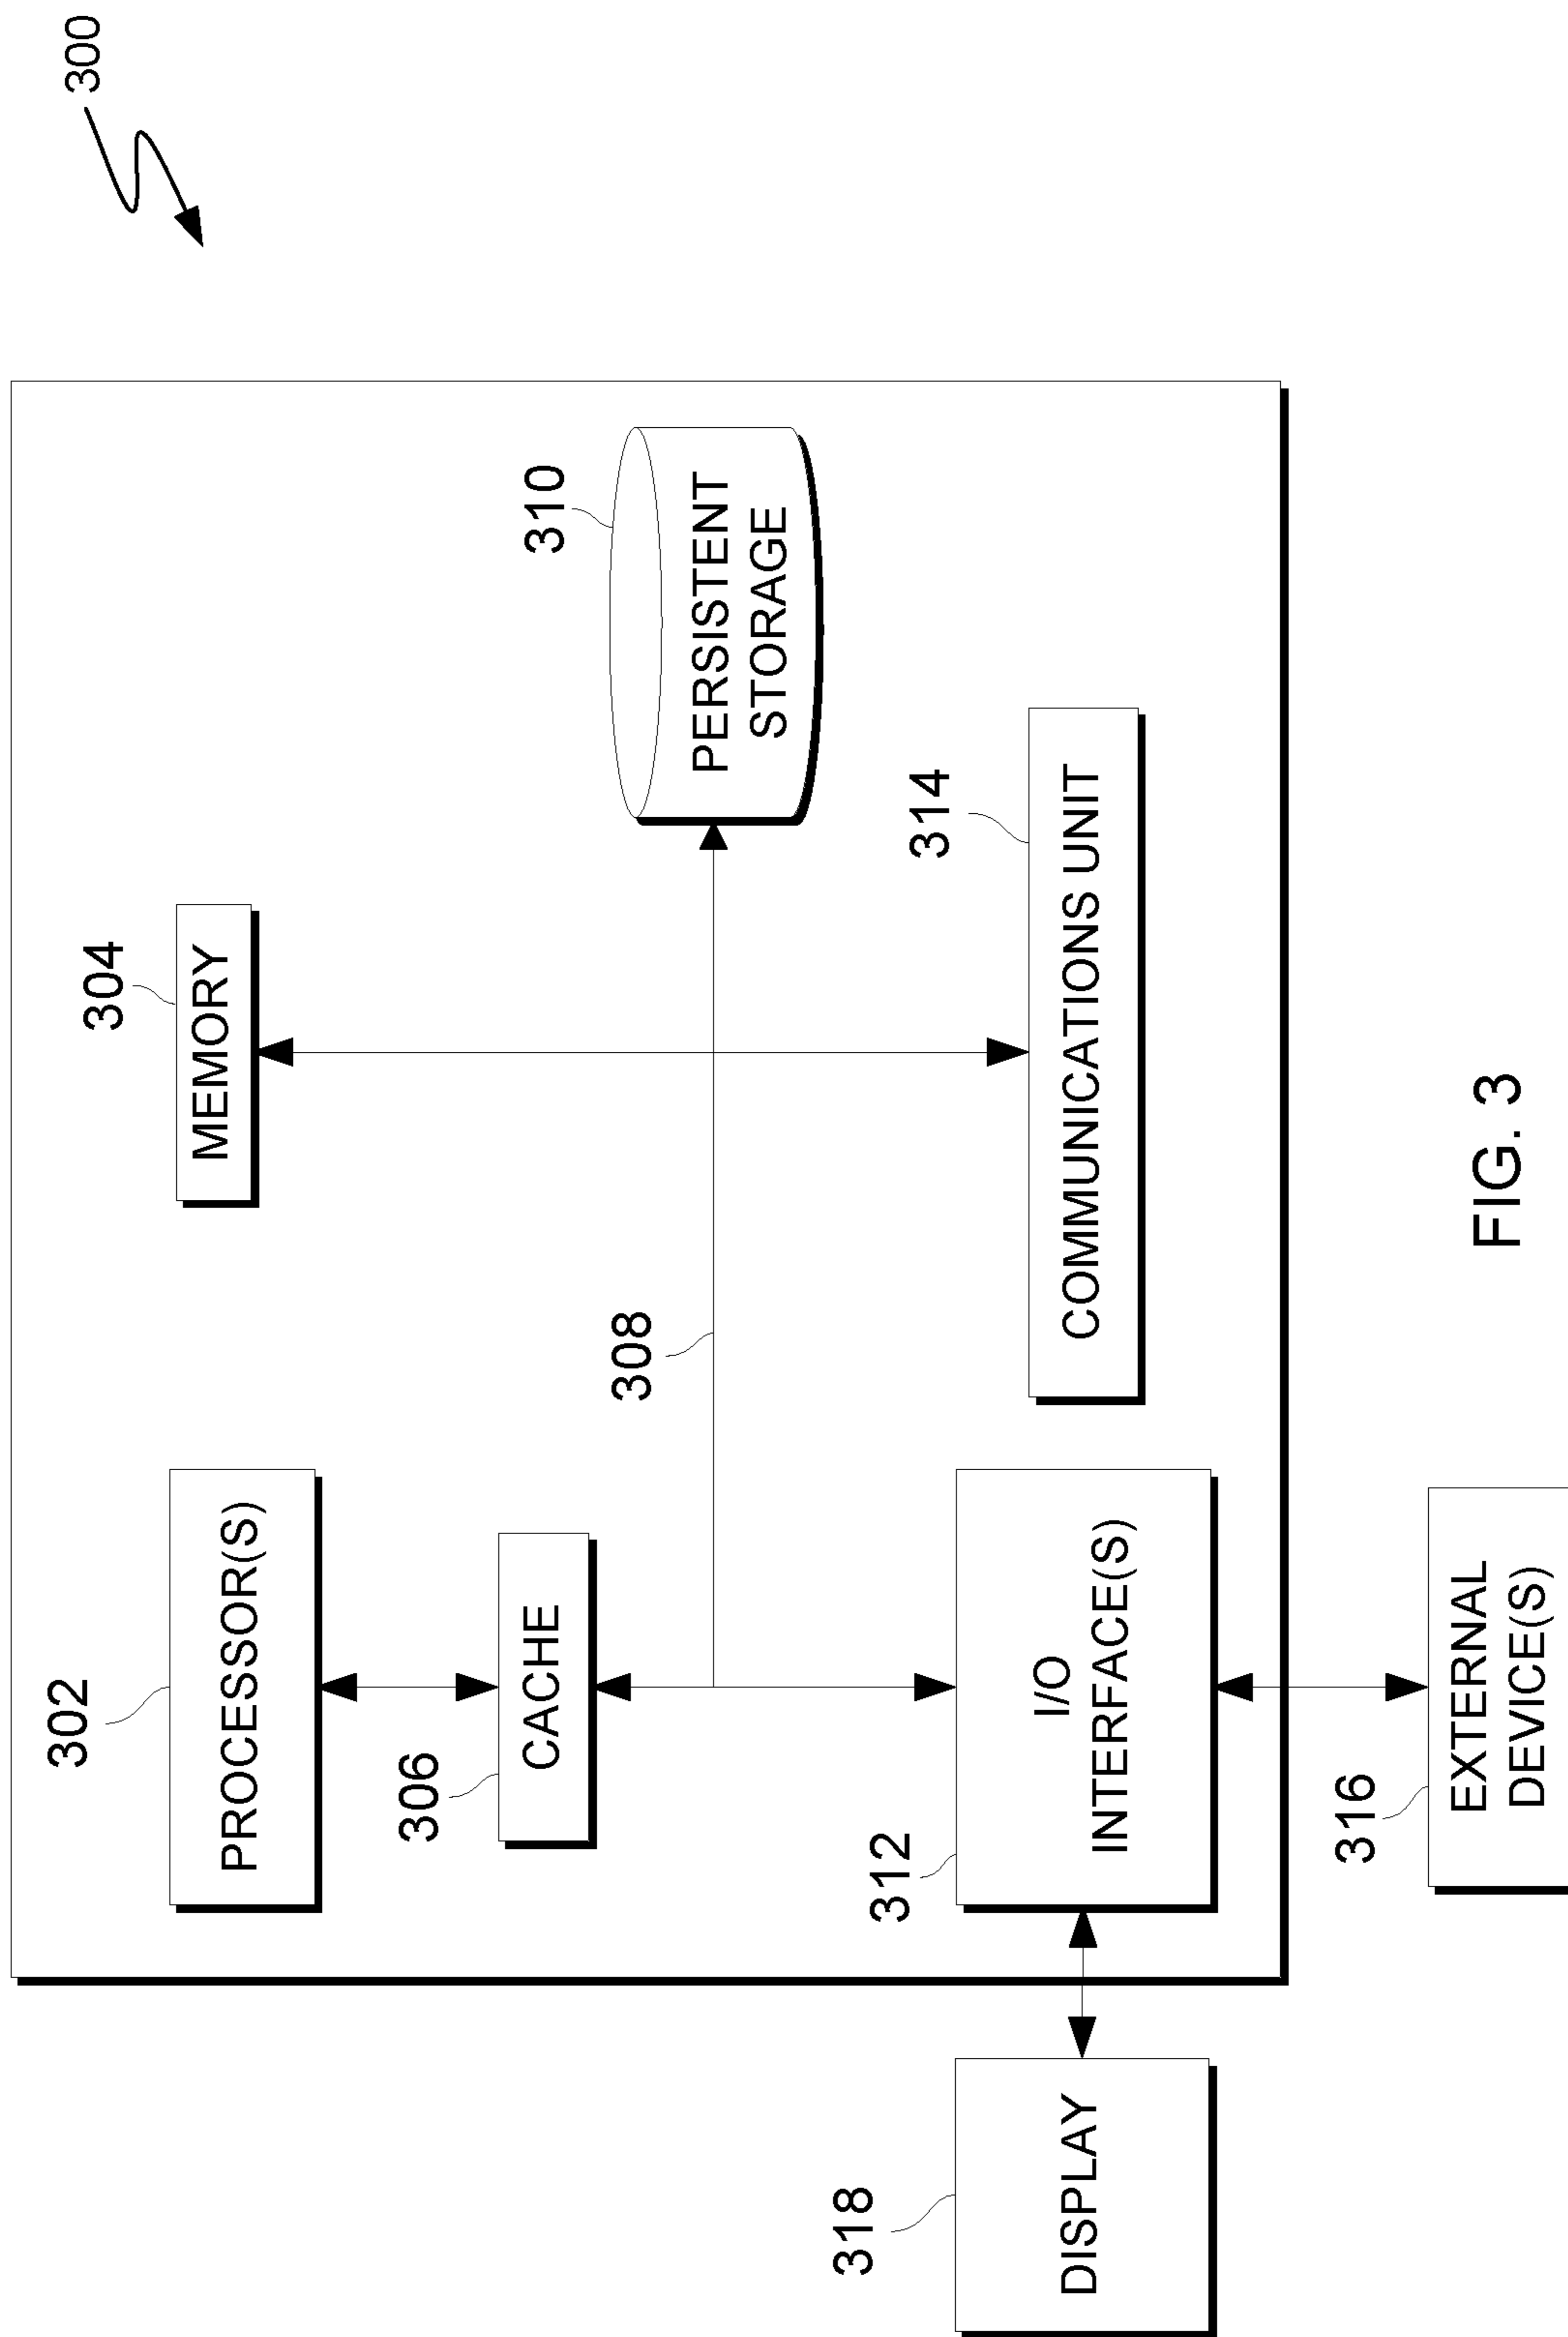 300
302
PROCESSOR(S)
304
MEMORY
306
CACHE
308
310
PERSISTENT
STORAGE
312
I/O
INTERFACE(S)
314
COMMUNICATIONS UNIT
318
DISPLAY
316
EXTERNAL
DEVICE(S)
FIG. 3